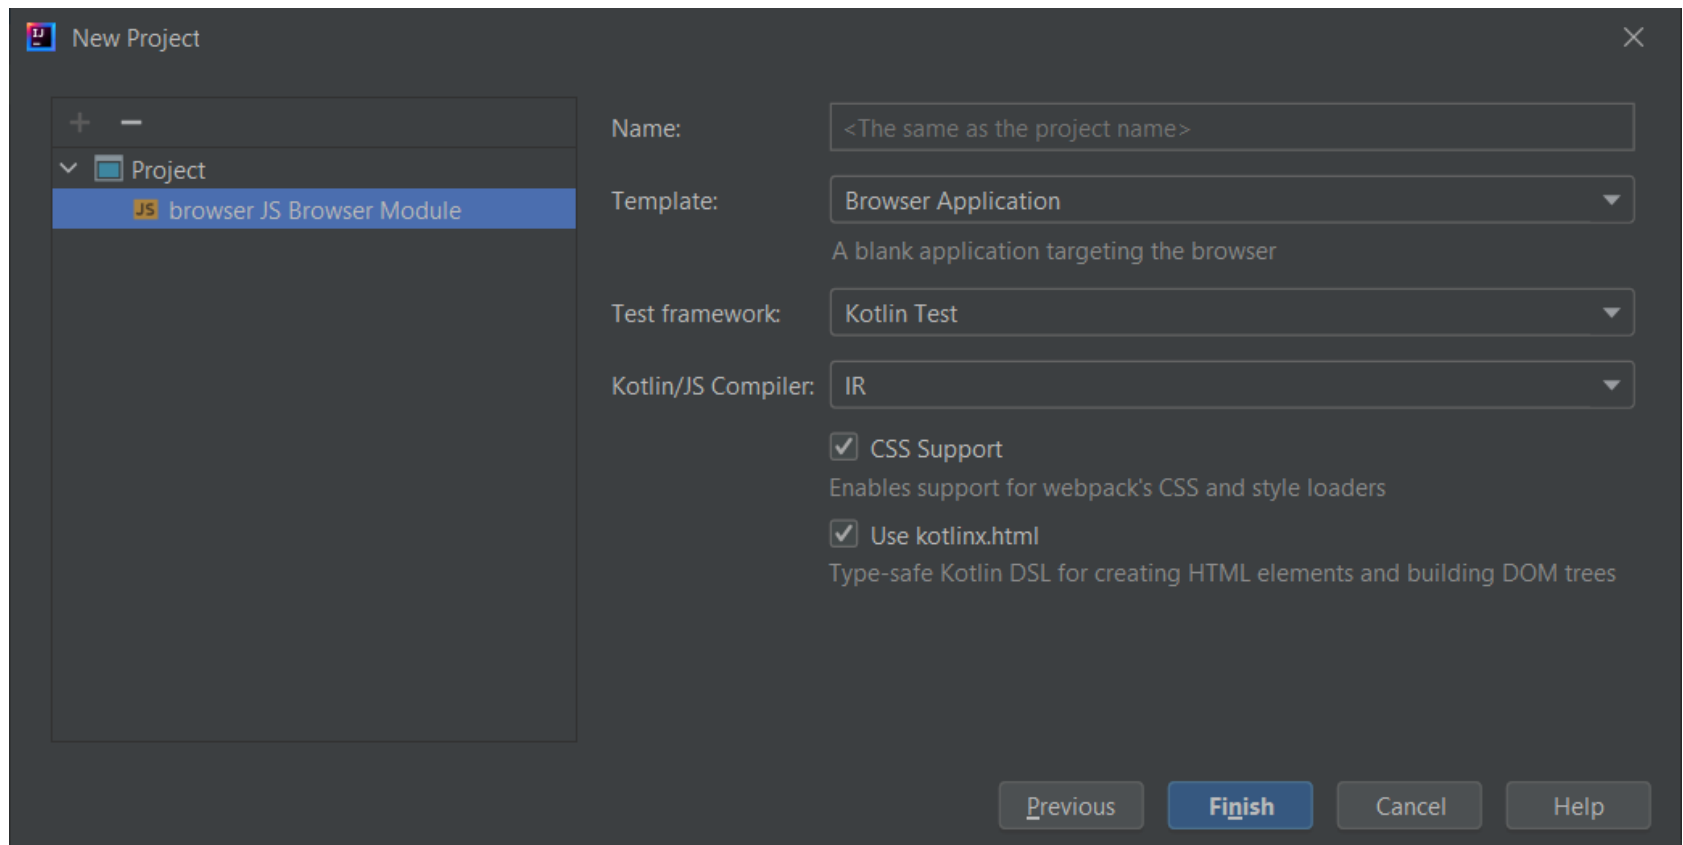 New Project
Project
browser JS Browser Module
Name: <The same as the project name>
Template: Browser Application
A blank application targeting the browser
Test framework: Kotlin Test
Kotlin/JS Compiler: IR
CSS Support
Enables support for webpack's CSS and style loaders
Use kotlinx.html
Type-safe Kotlin DSL for creating HTML elements and building DOM trees
Previous Finish Cancel Help